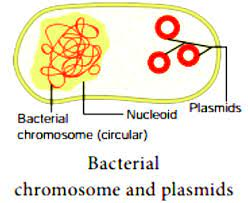 Plasmids
Nucleoid
Bacterial
chromosome (circular)
Bacterial
chromosome and plasmids